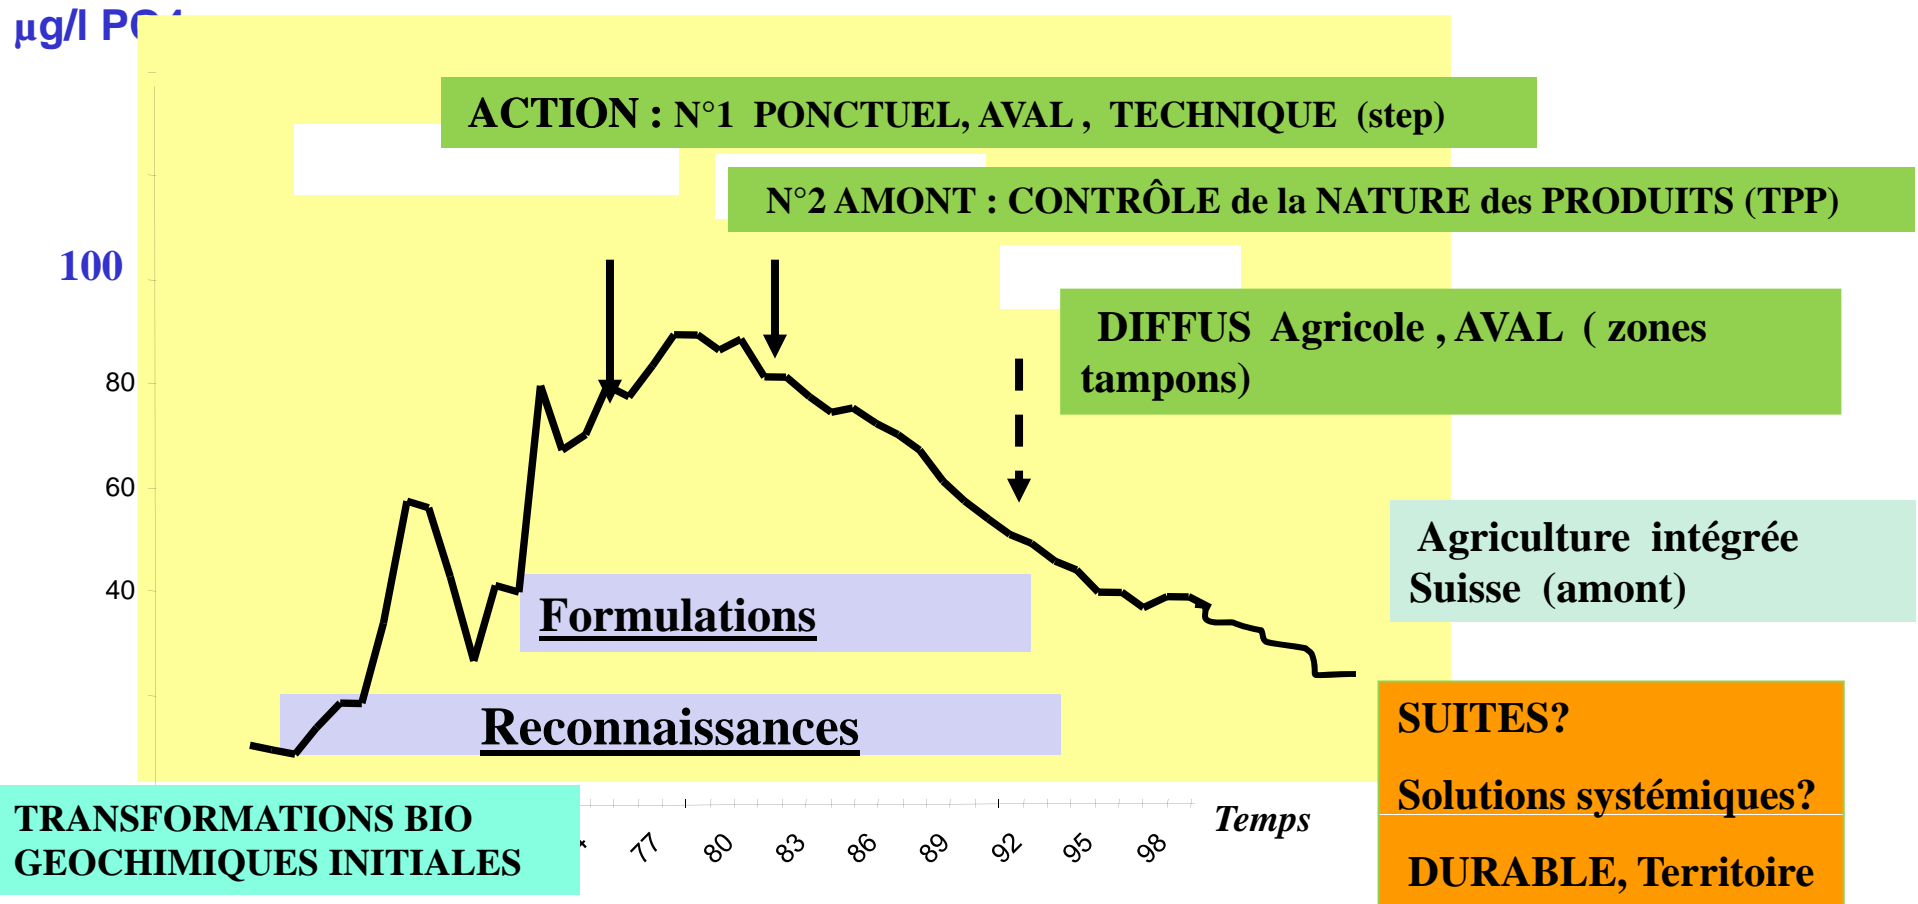 µg/l
ACTION : N°1 PONCTUEL, AVAL , TECHNIQUE (step)
N°2 AMONT : CONTRÔLE de la NATURE des PRODUITS (TPP)
100
DIFFUS Agricole , AVAL ( zones
tampons)
80
60
Agriculture intégrée
Suisse (amont)
40
Formulations
Reconnaissances
SUITES?
Solutions systémiques?
DURABLE, Territoire
TRANSFORMATIONS BIO
GEOCHIMIQUES INITIALES
77 80 83 86 89 92 95 98
Temps